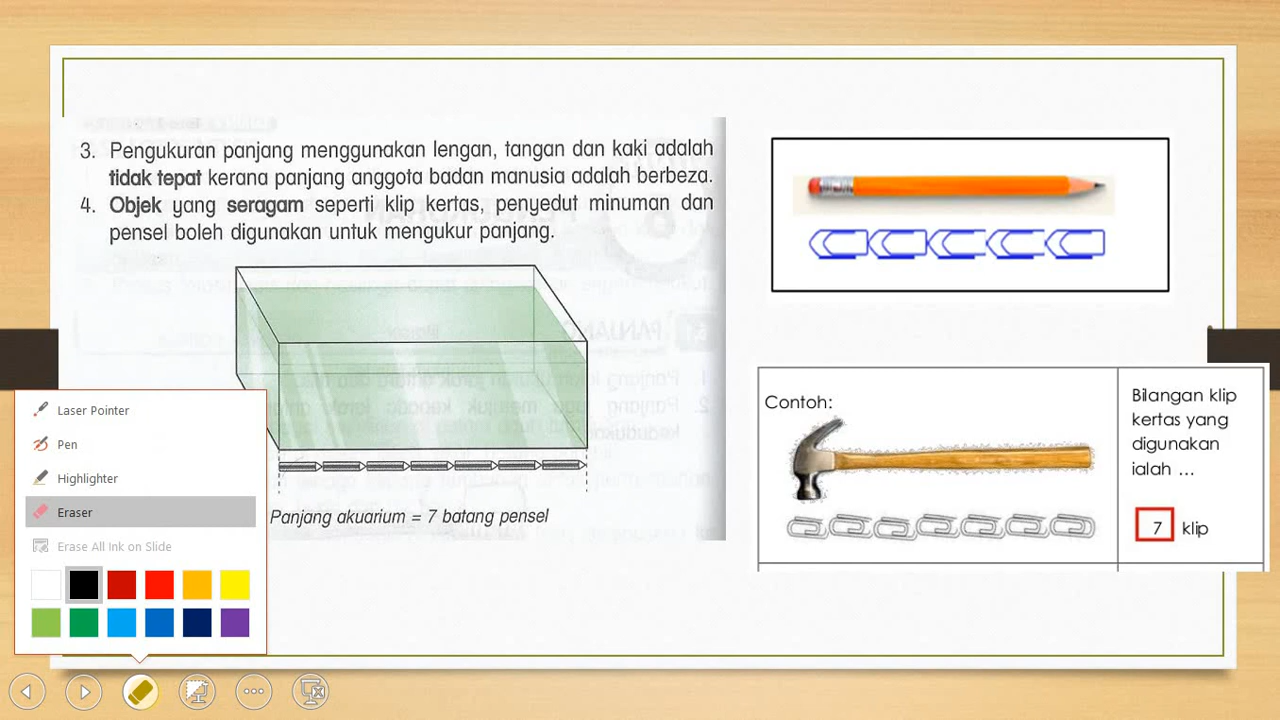 3. Pengukuran panjang menggunakan lengan, tangan dan kaki adalah
tidak tepat kerana panjang anggota badan manusia adalah berbeza.
4. Objek yang seragam seperti klip kertas, penyedut minuman dan
pensel boleh digunakan untuk mengukur panjang.
Panjang akuarium = 7 batang pensel
Contoh:
Bilangan klip
kertas yang
digunakan
ialah ...
7 klip
Laser Pointer
Pen
Highlighter
Eraser
Erase All Ink on Slide